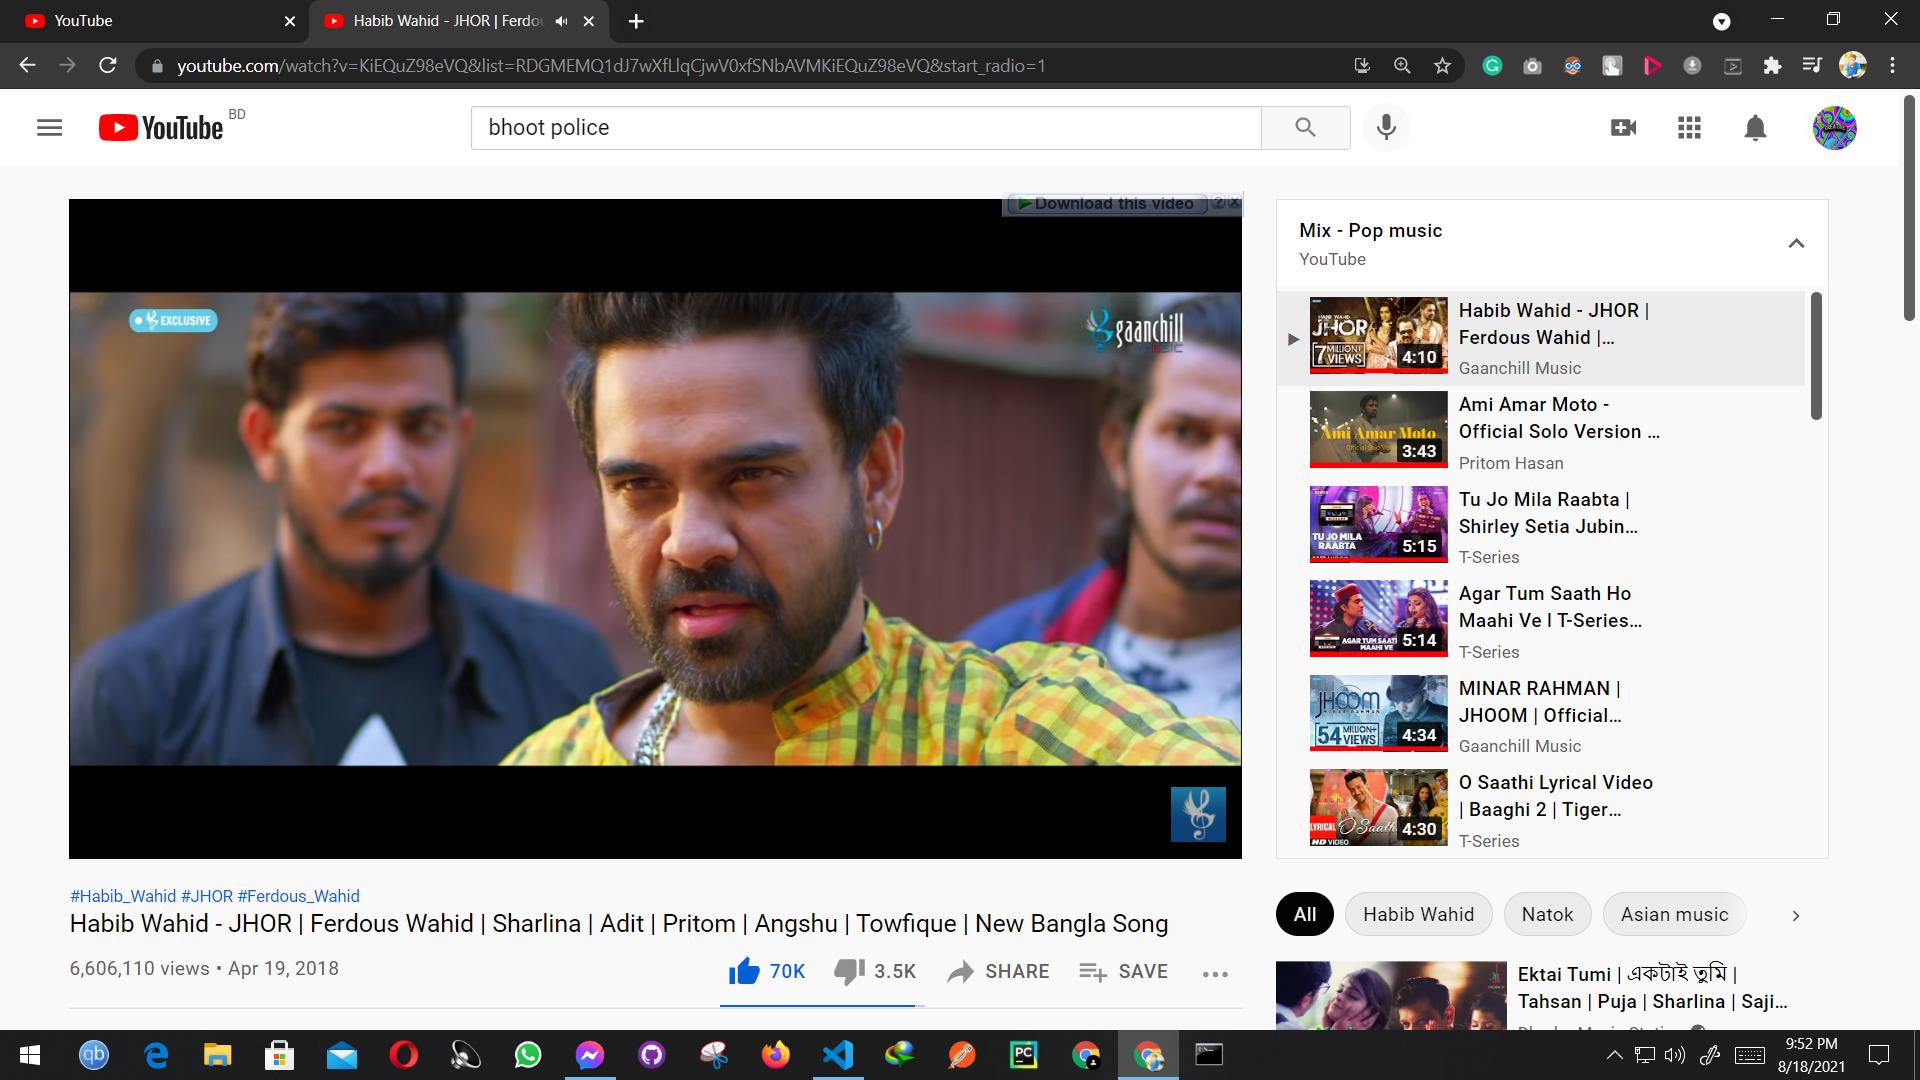 YouTube
Habib Wahid - JHOR | Ferdou
youtube.com/watch?v=KiEQuZ98eVQ&list=RDGMEMQ1dJ7wXfLlqCjwV0xfSNbAVMKiEQuZ98eVQ&start_radio=1
YouTube BD
bhoot police
Download this video
EXCLUSIVE
gaanchill
MUSIC
Mix - Pop music
YouTube
JHOR
7 MILLION+
VIEWS
4:10
Habib Wahid - JHOR |
Ferdous Wahid |...
Gaanchill Music
Ami Amar Moto
3:43
Ami Amar Moto -
Official Solo Version ...
Pritom Hasan
TU JO MILA
RAABTA
5:15
Tu Jo Mila Raabta |
Shirley Setia Jubin...
T-Series
AGAR TUM SAATH
MAAHI VE
5:14
Agar Tum Saath Ho
Maahi Ve l T-Series...
T-Series
JHOOM
MINAR RAHMAN
54 MILLION+
VIEWS
4:34
MINAR RAHMAN |
JHOOM | Official...
Gaanchill Music
LYRICAL
O Saathi
HD VIDEO
4:30
O Saathi Lyrical Video
| Baaghi 2 | Tiger...
T-Series
#Habib_Wahid #JHOR #Ferdous_Wahid
Habib Wahid - JHOR | Ferdous Wahid | Sharlina | Adit | Pritom | Angshu | Towfique | New Bangla Song
6,606,110 views • Apr 19, 2018
70K
3.5K
SHARE
SAVE
All
Habib Wahid
Natok
Asian music
Ektai Tumi | একটাই তুমি |
Tahsan | Puja | Sharlina | Saji...
qb
PC
9:52 PM
8/18/2021